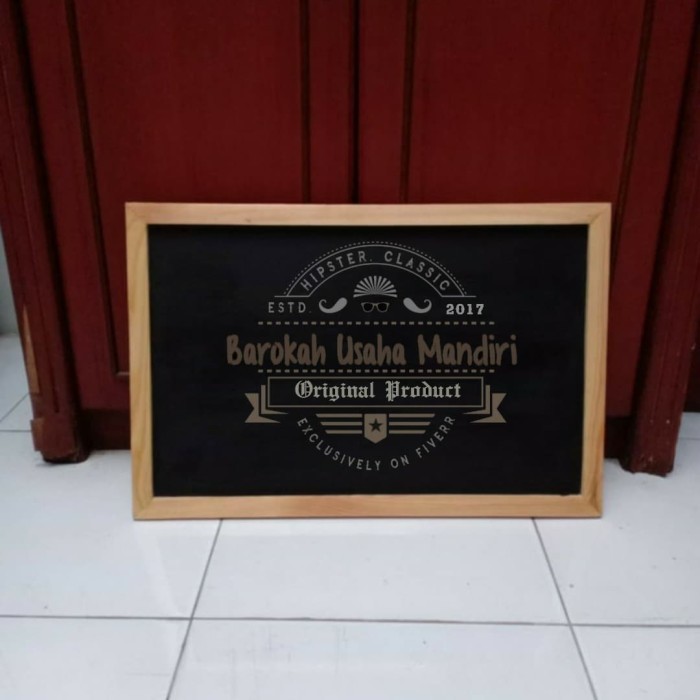 HIPSTER. CLASSIC
ESTD. 2017
Barokah Usaha Mandiri
Original Product
EXCLUSIVELY ON FIVERR